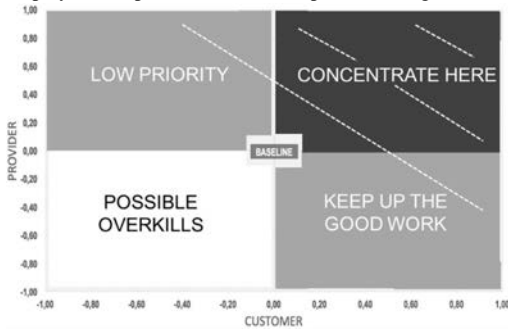 1,00
0,80
0,60
0,40
0,20
0,00
-0,20
-0,40
-0,60
-0,80
-1,00
PROVIDER
LOW PRIORITY
CONCENTRATE HERE
BASELINE
POSSIBLE
OVERKILLS
KEEP UP THE
GOOD WORK
-1,00 -0,80 -0,60 -0,40 -0,20 0,00 0,20 0,40 0,60 0,80 1,00
CUSTOMER